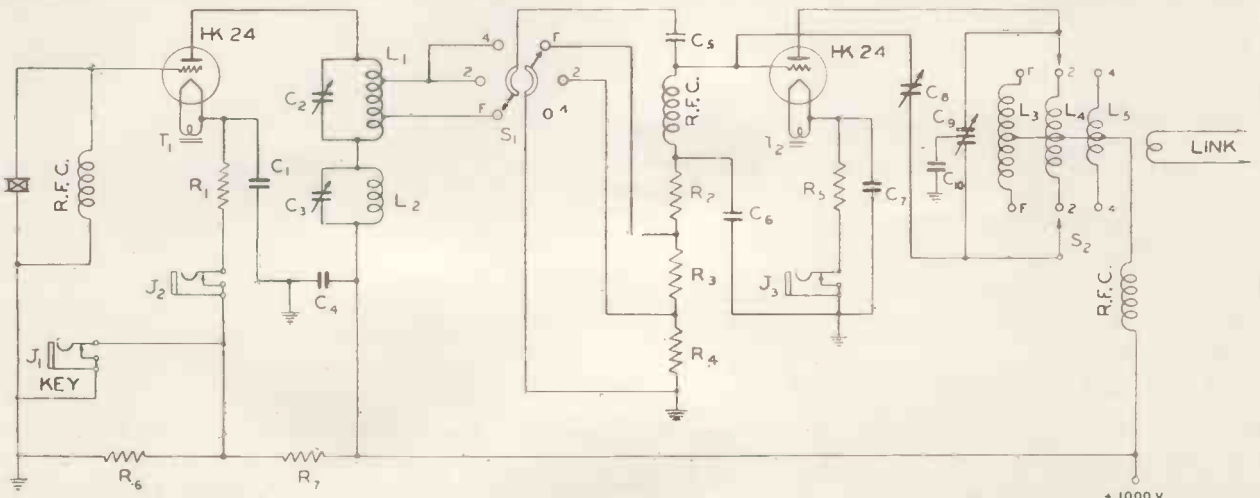 HK 24
HK 24
4
F
L1
C5
C2
2
2
C8
F
2
4
F
S1
4
R.F.C.
C9
L3
L4
L5
T1
T2
LINK
R.F.C.
R1
C1
R2
R5
C7
C10
C3
L2
C6
F
2
4
S2
J2
C4
R3
J3
R.F.C.
J1
KEY
R4
R6
R7
+ 1000 V.